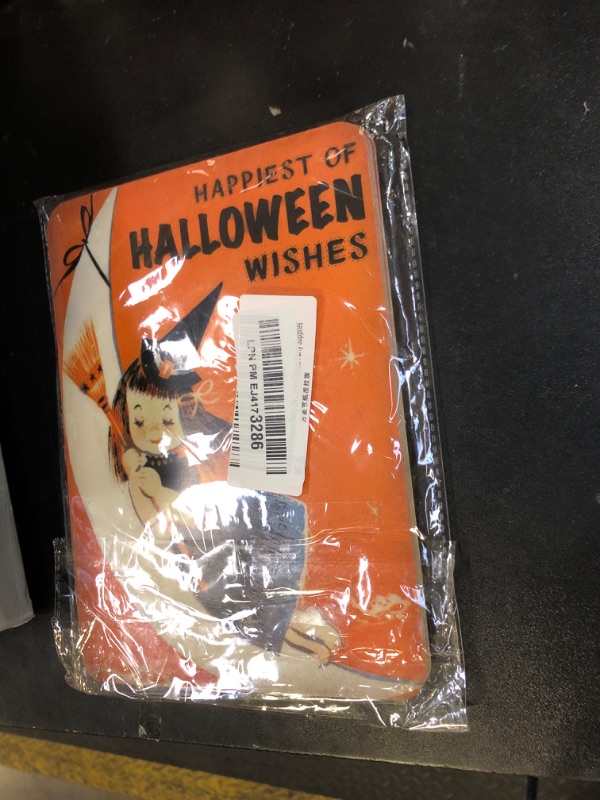 HAPPIEST OF
HALLOWEEN
WISHES
LPN PM EJ4173286